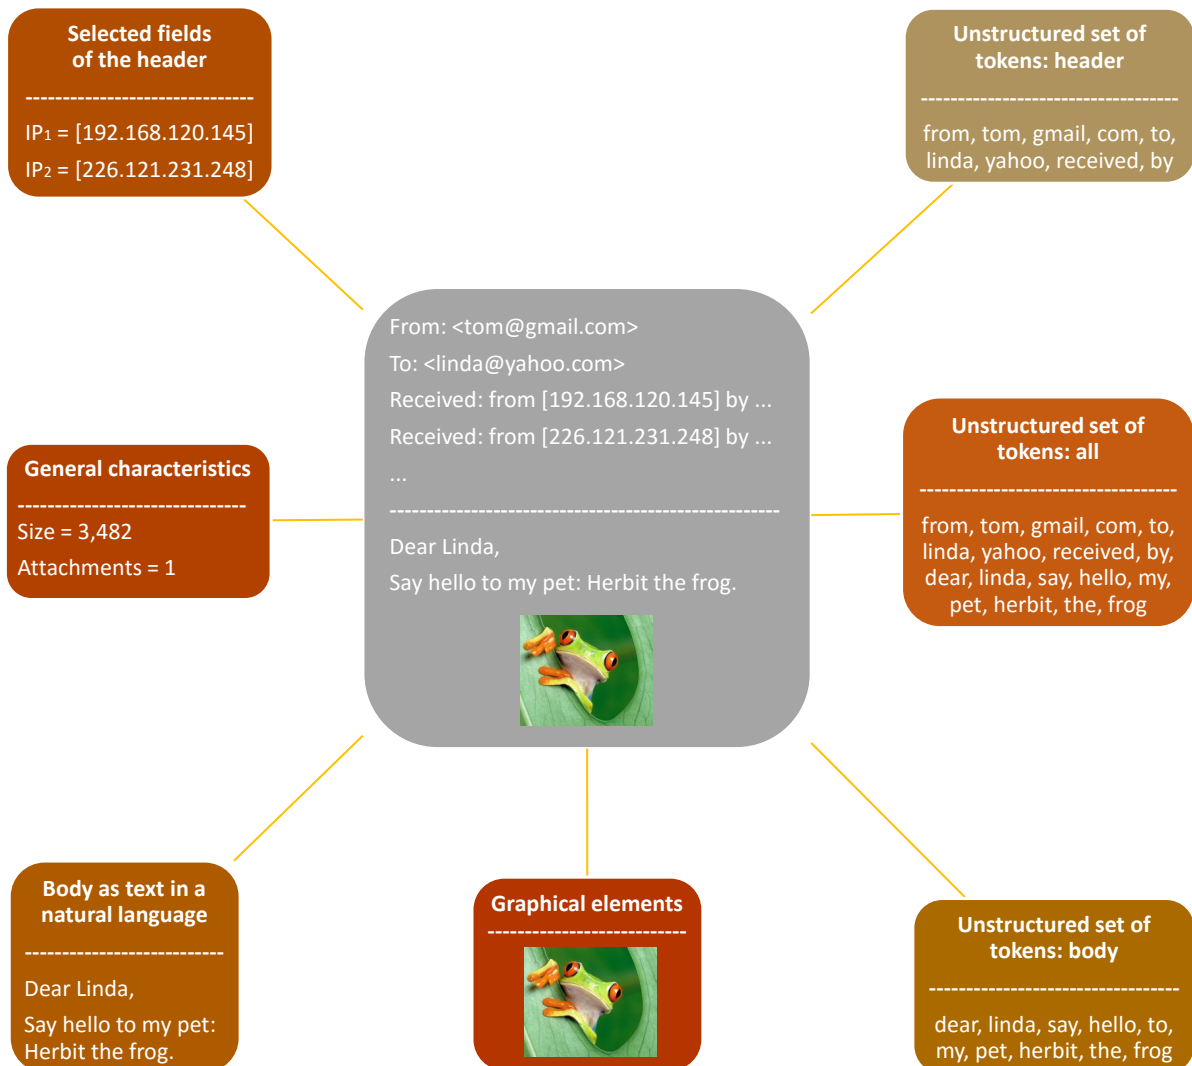 Selected fields
of the header
-------------------------------
IP1 = [192.168.120.145]
IP2 = [226.121.231.248]
Unstructured set of
tokens: header
-----------------------------------
from, tom, gmail, com, to,
linda, yahoo, received, by
From: <tom@gmail.com>
To: <linda@yahoo.com>
Received: from [192.168.120.145] by ...
Received: from [226.121.231.248] by ...
...
-----------------------------------------------------
Dear Linda,
Say hello to my pet: Herbit the frog.
General characteristics
-------------------------------
Size = 3,482
Attachments = 1
Unstructured set of
tokens: all
-----------------------------------
from, tom, gmail, com, to,
linda, yahoo, received, by,
dear, linda, say, hello, my,
pet, herbit, the, frog
Body as text in a
natural language
---------------------------
Dear Linda,
Say hello to my pet:
Herbit the frog.
Graphical elements
---------------------------
Unstructured set of
tokens: body
----------------------------------
dear, linda, say, hello, to,
my, pet, herbit, the, frog